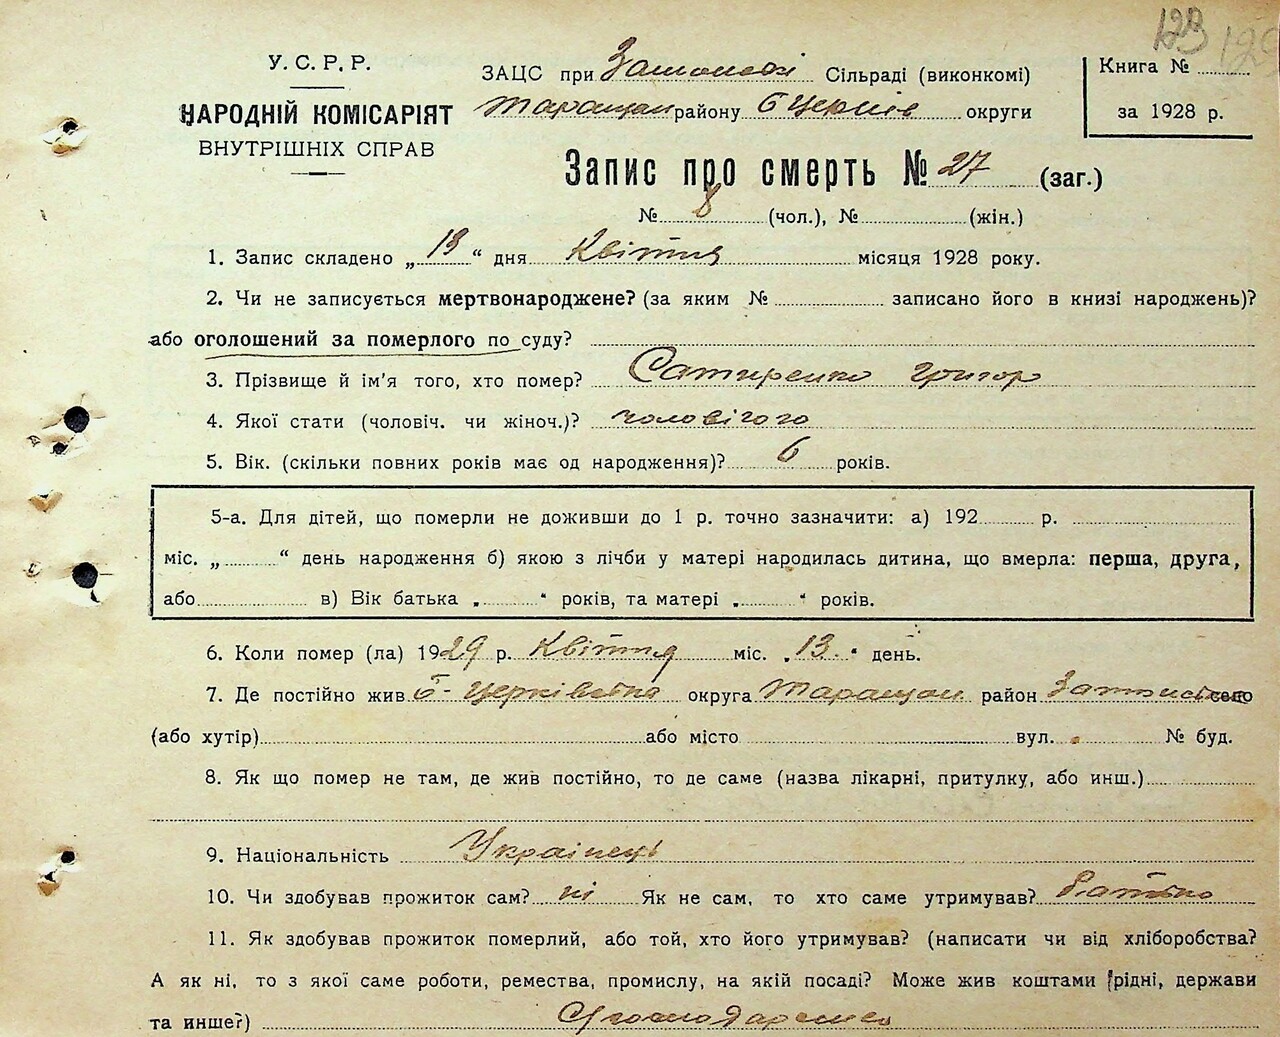 123 129
У. С. Р. Р.
НАРОДНІЙ КОМІСАРІЯТ
ВНУТРІШНІХ СПРАВ
ЗАЦС при Сільраді (виконкомі)
Таращан району Б Церків округи
Книга №
за 1928 р.
Запис про смерть № 27 (заг.)
№ 8 (чол.), № (жін.)
1. Запис складено „13“ дня Квітня місяця 1928 року.
2. Чи не записується мертвонароджене? (за яким № записано його в книзі народжень)?
або оголошений за померлого по суду?
3. Прізвище й ім'я того, хто помер? Сатиренко Григор
4. Якої стати (чоловіч. чи жіноч.)? чоловічого
5. Вік. (скільки повних років має од народження)? 6 років.
5-а. Для дітей, що померли не доживши до 1 р. точно зазначити: а) 192 р.
міс. „ “ день народження б) якою з лічби у матері народилась дитина, що вмерла: перша, друга,
або в) Вік батька „ “ років, та матері „ “ років.
6. Коли помер (ла) 1929 р. Квітня міс. „13“ день.
7. Де постійно жив б-Церківська округа Таращан район село
(або хутір) або місто вул. № буд.
8. Як що помер не там, де жив постійно, то де саме (назва лікарні, притулку, або инш.)
9. Національність Українець
10. Чи здобував прожиток сам? ні Як не сам, то хто саме утримував? батько
11. Як здобував прожиток померлий, або той, хто його утримував? (написати чи від хліборобства?
А як ні, то з якої саме роботи, ремества, промислу, на якій посаді? Може жив коштами рідні, держави
та инше?)